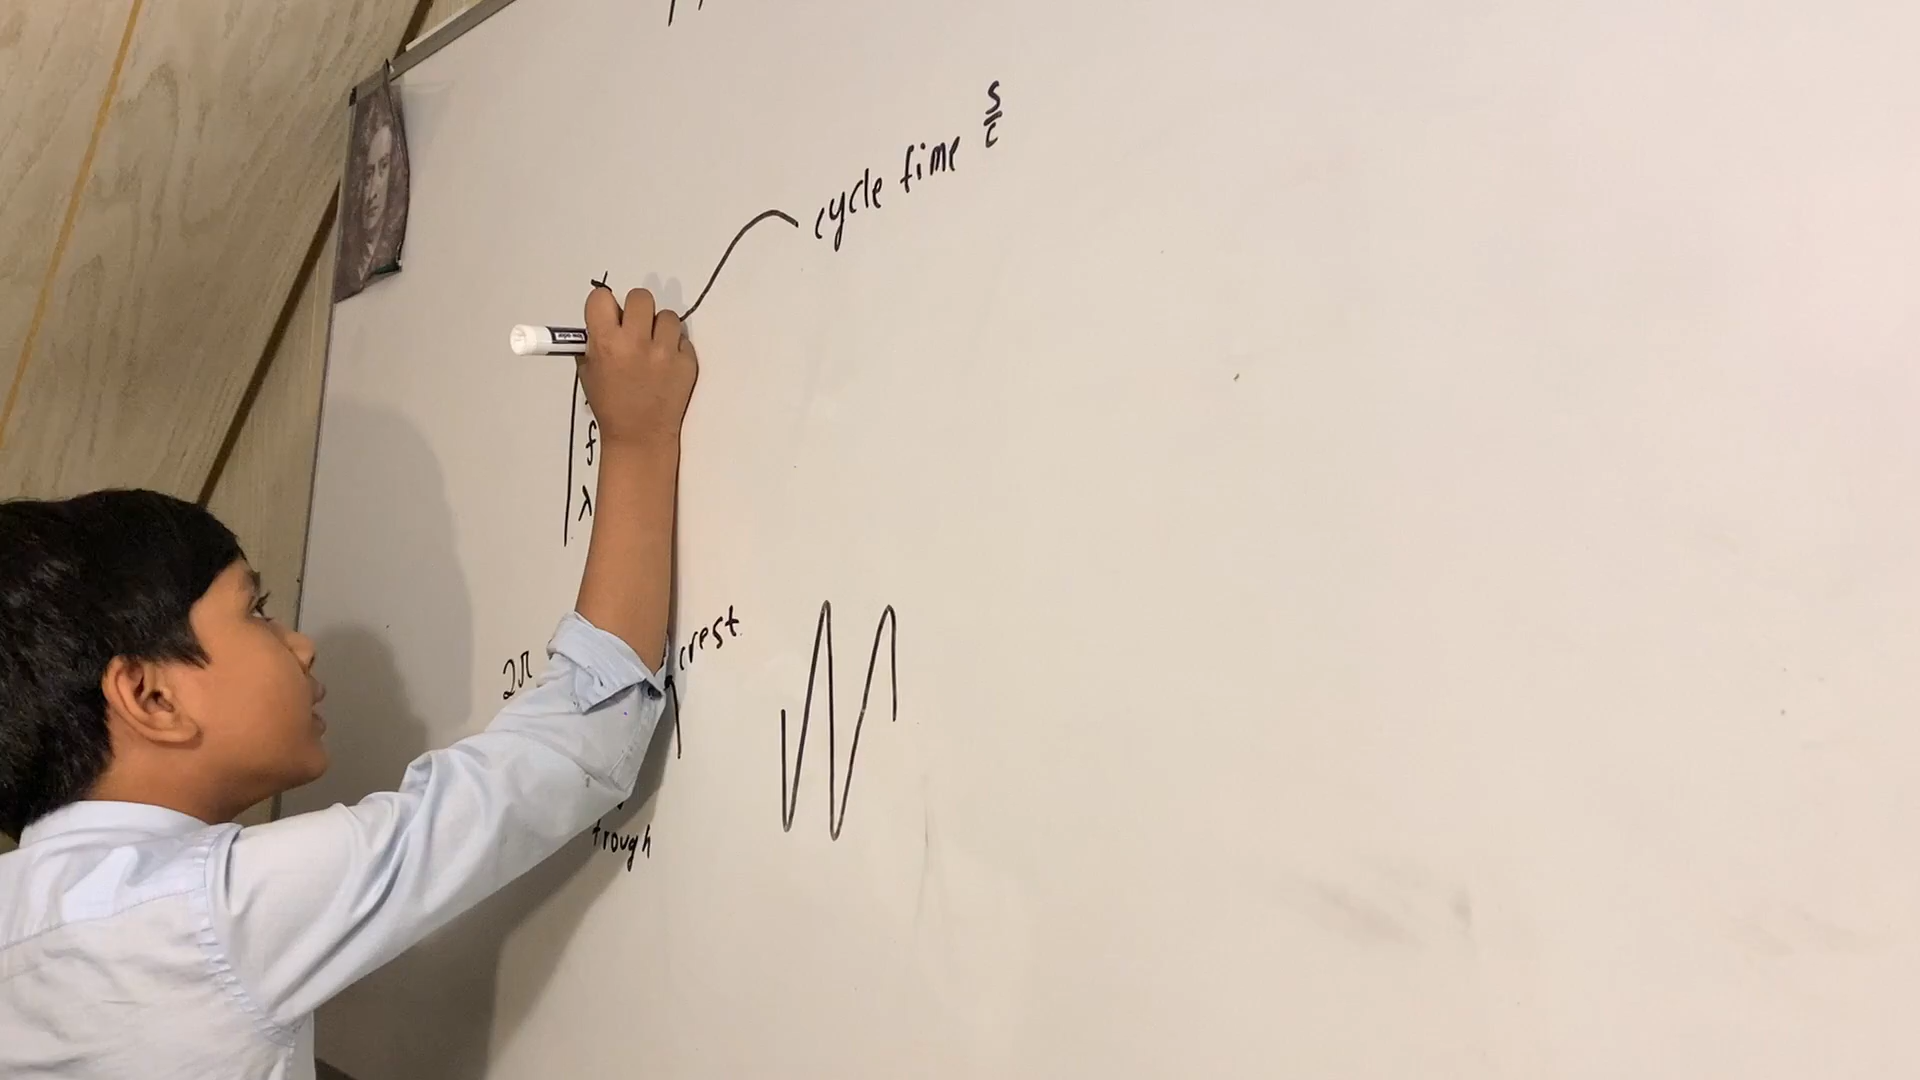 cycle time s/c
f
λ
2π
crest
trough